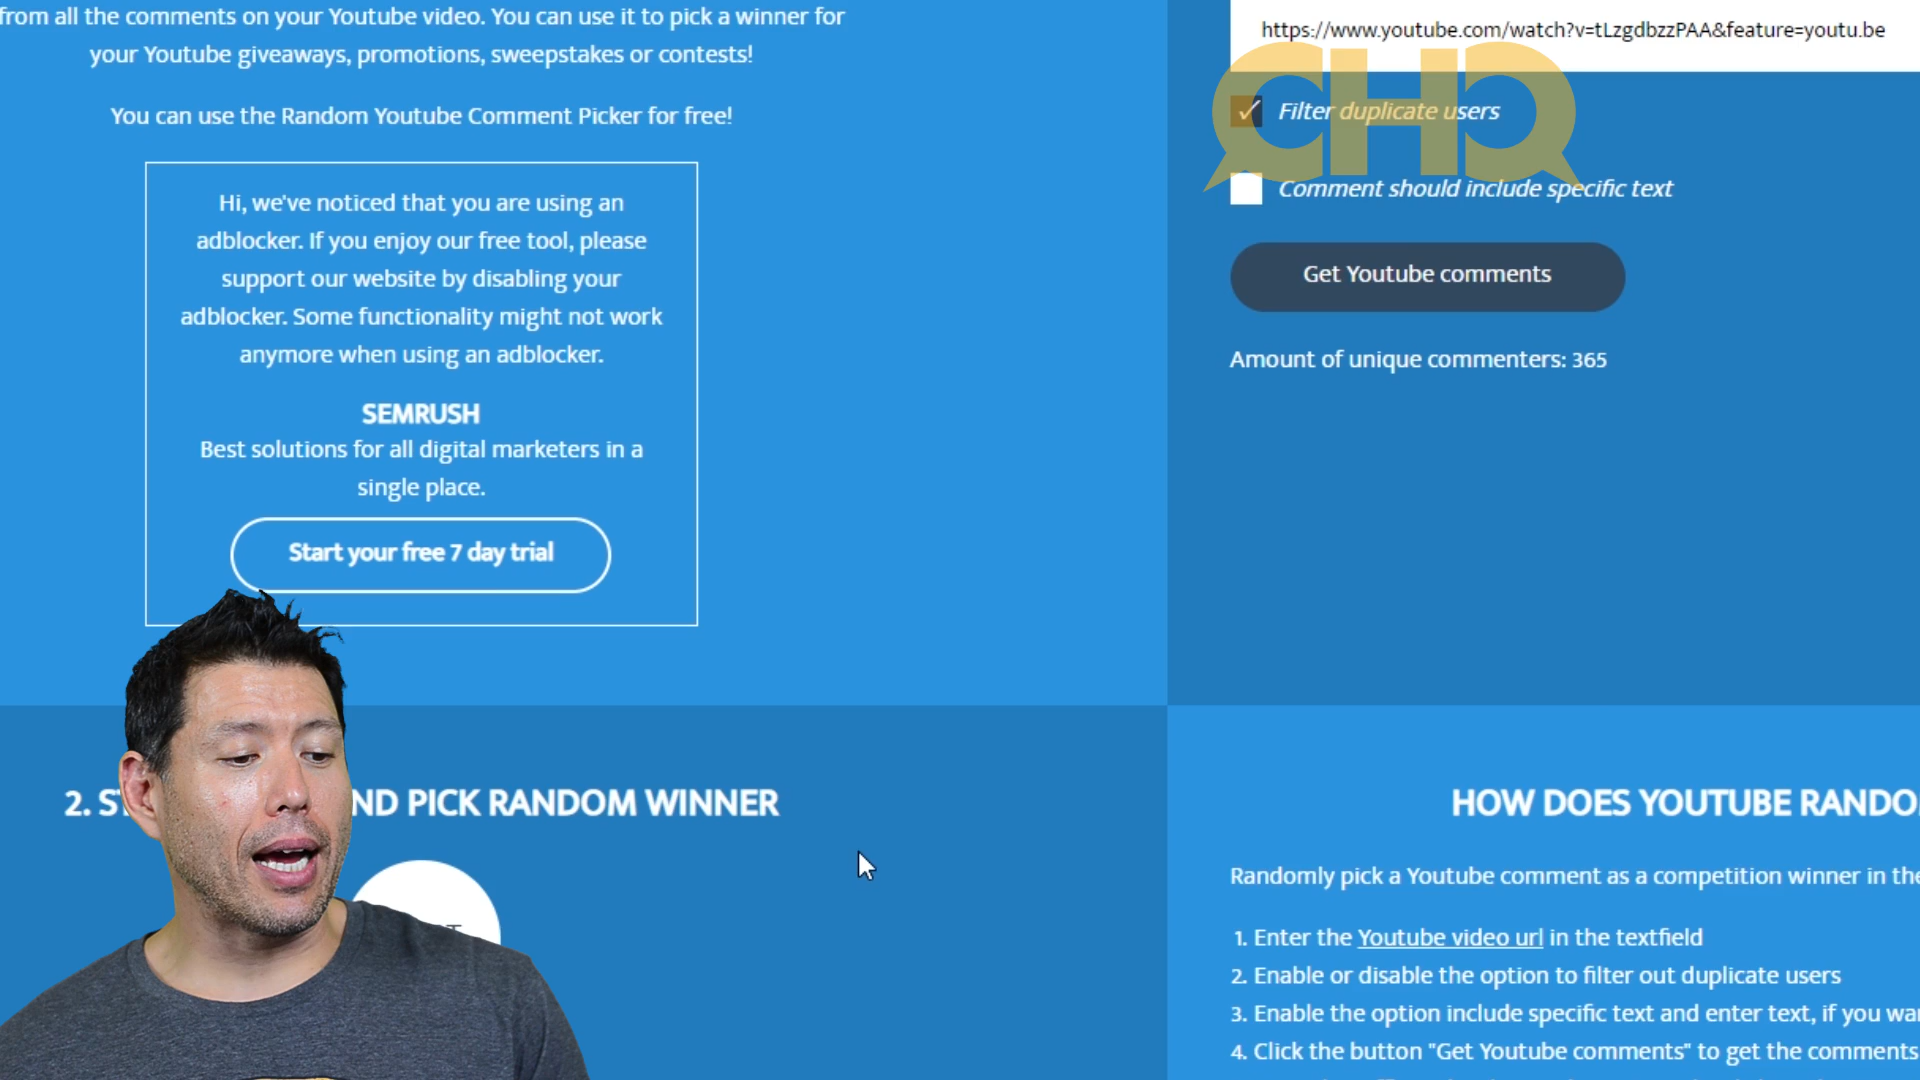 from all the comments on your Youtube video. You can use it to pick a winner for
your Youtube giveaways, promotions, sweepstakes or contests!
You can use the Random Youtube Comment Picker for free!
Hi, we've noticed that you are using an
adblocker. If you enjoy our free tool, please
support our website by disabling your
adblocker. Some functionality might not work
anymore when using an adblocker.
SEMRUSH
Best solutions for all digital marketers in a
single place.
Start your free 7 day trial
https://www.youtube.com/watch?v=tLzgdbzzPAA&feature=youtu.be
CHQ
Filter duplicate users
Comment should include specific text
Get Youtube comments
Amount of unique commenters: 365
2. ND PICK RANDOM WINNER
HOW DOES YOUTUBE RANDO
Randomly pick a Youtube comment as a competition winner in the
1. Enter the Youtube video url in the textfield
2. Enable or disable the option to filter out duplicate users
3. Enable the option include specific text and enter text, if you wa
4. Click the button "Get Youtube comments" to get the comments